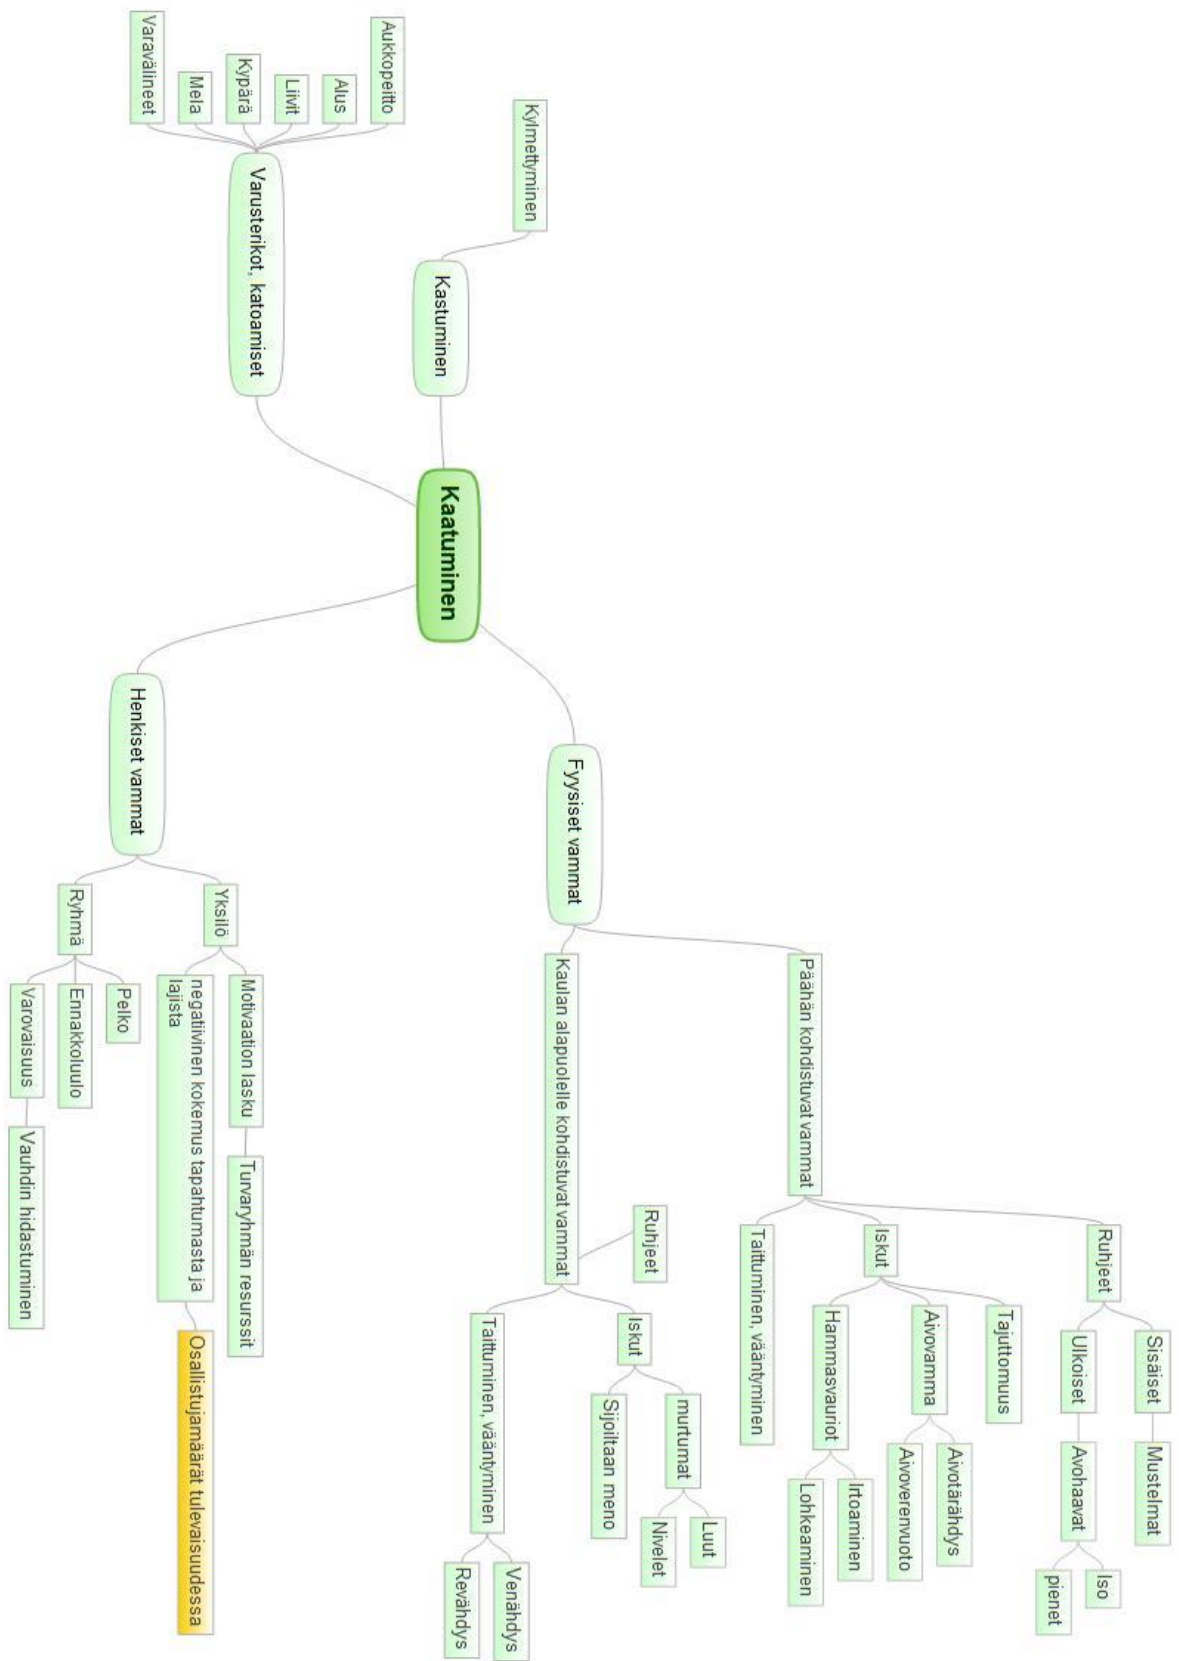 Kaatuminen
Fyysiset vammat
Päähän kohdistuvat vammat
Ruhjeet
Sisäiset
Mustelmat
Ulkoiset
Avohaavat
Iso
pienet
Iskut
Tajuttomuus
Aivovamma
Aivotärähdys
Aivoverenvuoto
Hammasvauriot
Irtoaminen
Lohkeaminen
Taittuminen, vääntyminen
Kaulan alapuolelle kohdistuvat vammat
Ruhjeet
Iskut
murtumat
Luut
Nivelet
Sijoiltaan meno
Taittuminen, vääntyminen
Venähdys
Revähdys
Henkiset vammat
Yksilö
Motivaation lasku
Turvaryhmän resurssit
negatiivinen kokemus tapahtumasta ja
lajista
Osallistujamäärät tulevaisuudessa
Ryhmä
Pelko
Ennakkoluulo
Varovaisuus
Vauhdin hidastuminen
Kastuminen
Kylmettyminen
Varusterikot, katoamiset
Aukkopeitto
Alus
Liivit
Kypärä
Mela
Varavälineet